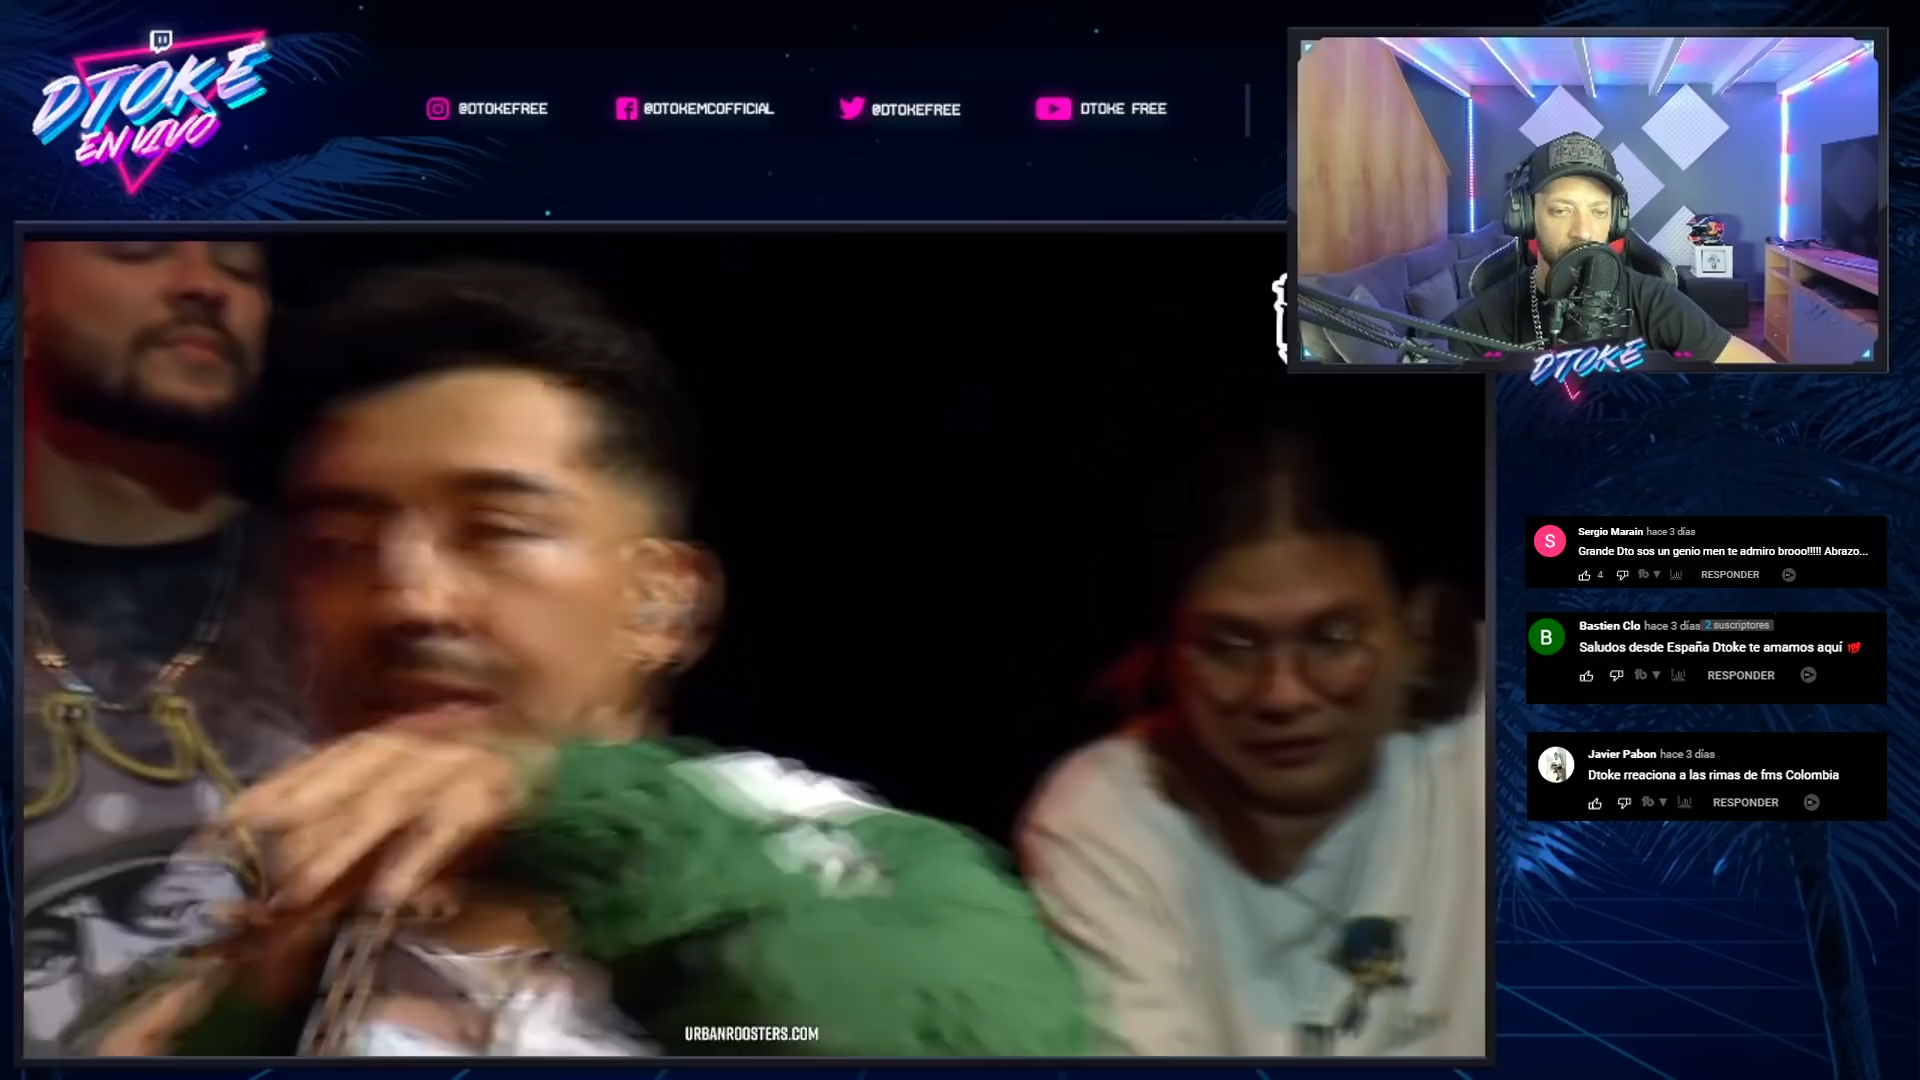 DTOKE
EN VIVO
@DTOKEFREE
@DTOKEMCOFFICIAL
@DTOKEFREE
DTOKE FREE
DTOKE
Sergio Marain hace 3 días
Grande Dto sos un genio men te admiro brooo!!!!! Abrazo...
4
RESPONDER
Bastien Clo hace 3 días 2 suscriptores
Saludos desde España Dtoke te amamos aquí 💯
RESPONDER
Javier Pabon hace 3 días
Dtoke rreaciona a las rimas de fms Colombia
RESPONDER
URBANROOSTERS.COM